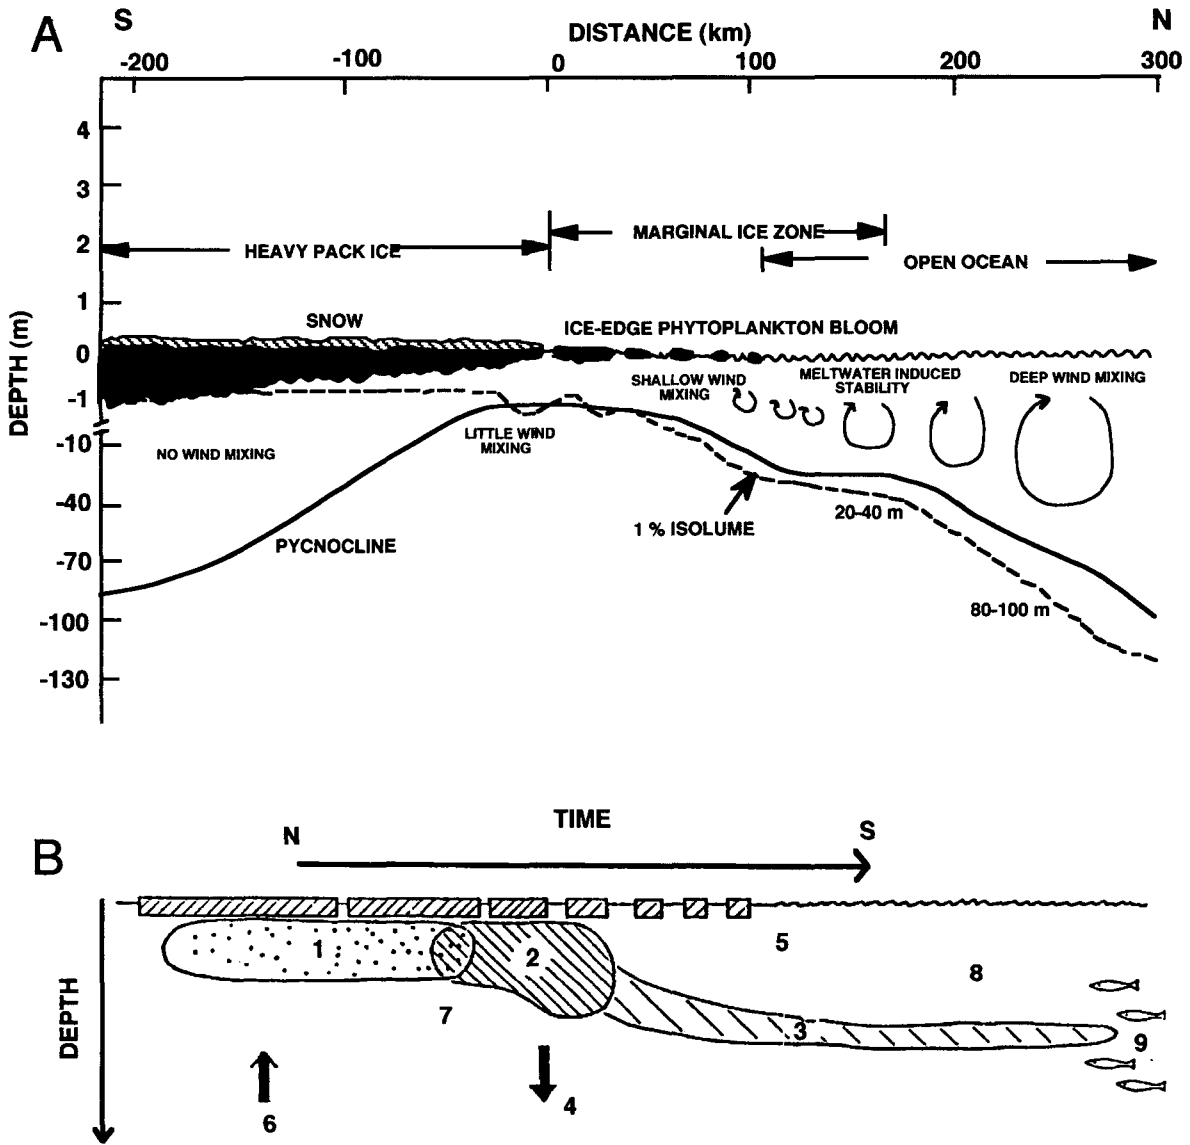 A
S
N
DISTANCE (km)
-200 -100 0 100 200 300
4
3
2
1
0
-1
-10
-40
-70
-100
-130
DEPTH (m)
HEAVY PACK ICE
MARGINAL ICE ZONE
OPEN OCEAN
SNOW
ICE-EDGE PHYTOPLANKTON BLOOM
SHALLOW WIND
MIXING
MELTWATER INDUCED
STABILITY
DEEP WIND MIXING
NO WIND MIXING
LITTLE WIND
MIXING
PYCNOCLINE
1 % ISOLUME
20-40 m
80-100 m
B
TIME
N
S
DEPTH
1
2
3
4
5
6
7
8
9